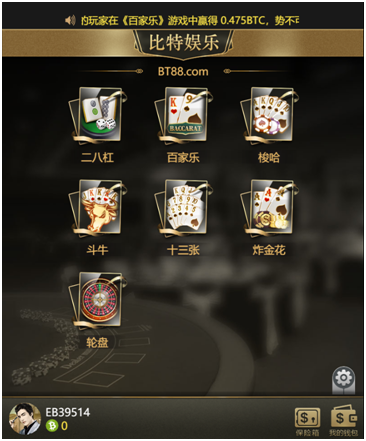 的玩家在《百家乐》游戏中赢得 0.475BTC，势不可
比特娱乐
BT88.com
二八杠
百家乐
BACCARAT
梭哈
斗牛
十三张
炸金花
轮盘
EB39514
0
保险箱
我的钱包